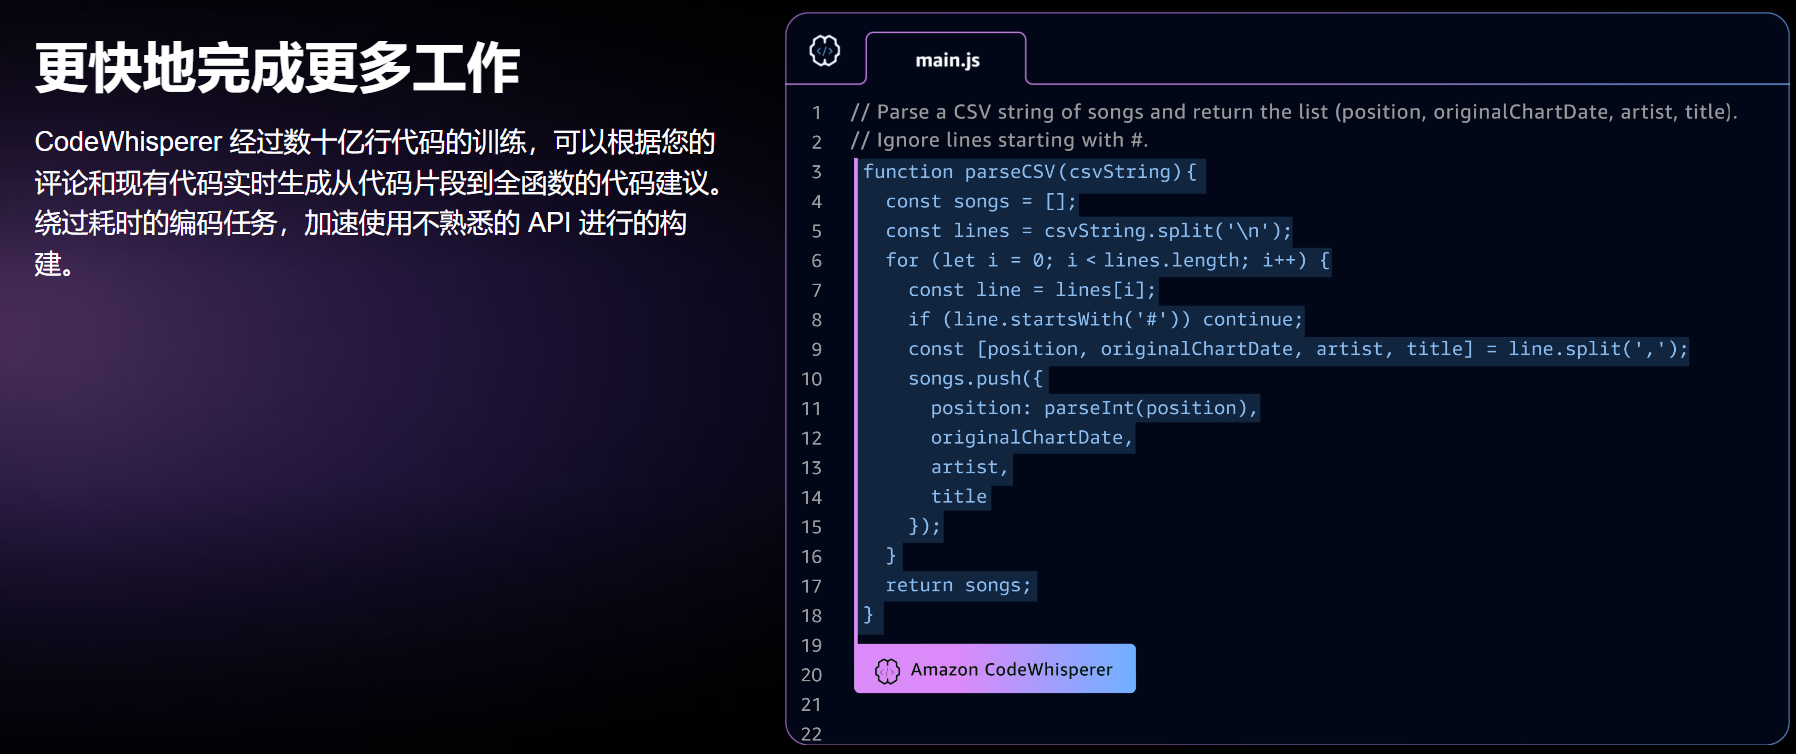 更快地完成更多工作
CodeWhisperer 经过数十亿行代码的训练，可以根据您的
评论和现有代码实时生成从代码片段到全函数的代码建议。
绕过耗时的编码任务，加速使用不熟悉的 API 进行的构
建。
main.js
1 // Parse a CSV string of songs and return the list (position, originalChartDate, artist, title).
2 // Ignore lines starting with #.
3 function parseCSV(csvString){
4 const songs = [];
5 const lines = csvString.split('\n');
6 for (let i = 0; i < lines.length; i++) {
7 const line = lines[i];
8 if (line.startsWith('#')) continue;
9 const [position, originalChartDate, artist, title] = line.split(',');
10 songs.push({
11 position: parseInt(position),
12 originalChartDate,
13 artist,
14 title
15 });
16 }
17 return songs;
18 }
19
20 Amazon CodeWhisperer
21
22